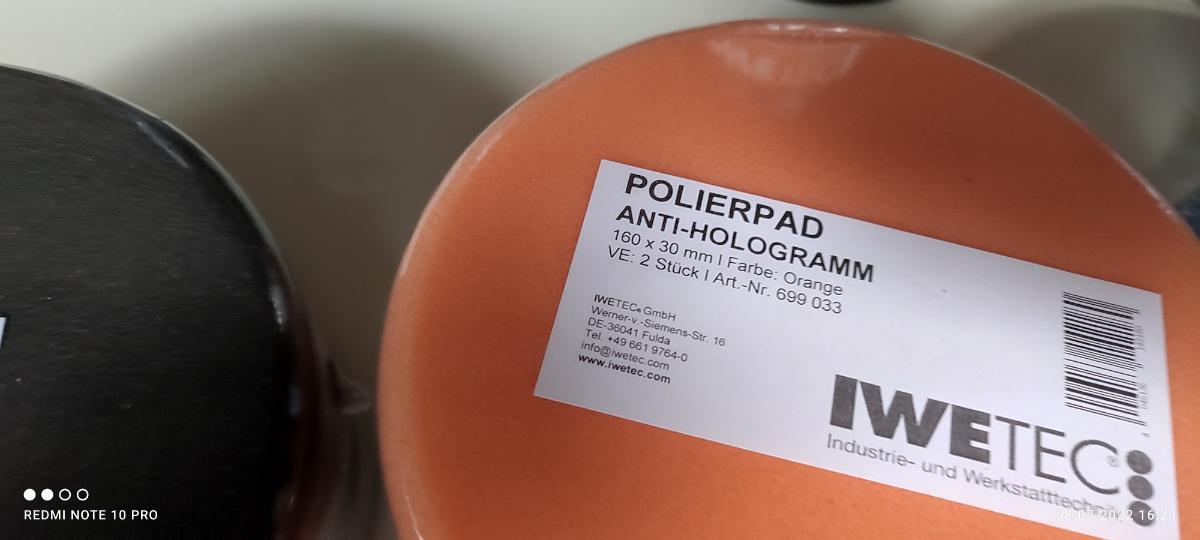 POLIERPAD
ANTI-HOLOGRAMM
160 x 30 mm I Farbe: Orange
VE: 2 Stück I Art.-Nr. 699 033
IWETEC® GmbH
Werner-v.-Siemens-Str. 16
DE-36041 Fulda
Tel. +49 661 9764-0
info@iwetec.com
www.iwetec.com
IWETEC®
Industrie- und Werkstatttechnik
REDMI NOTE 10 PRO
08.07.2022 16:24